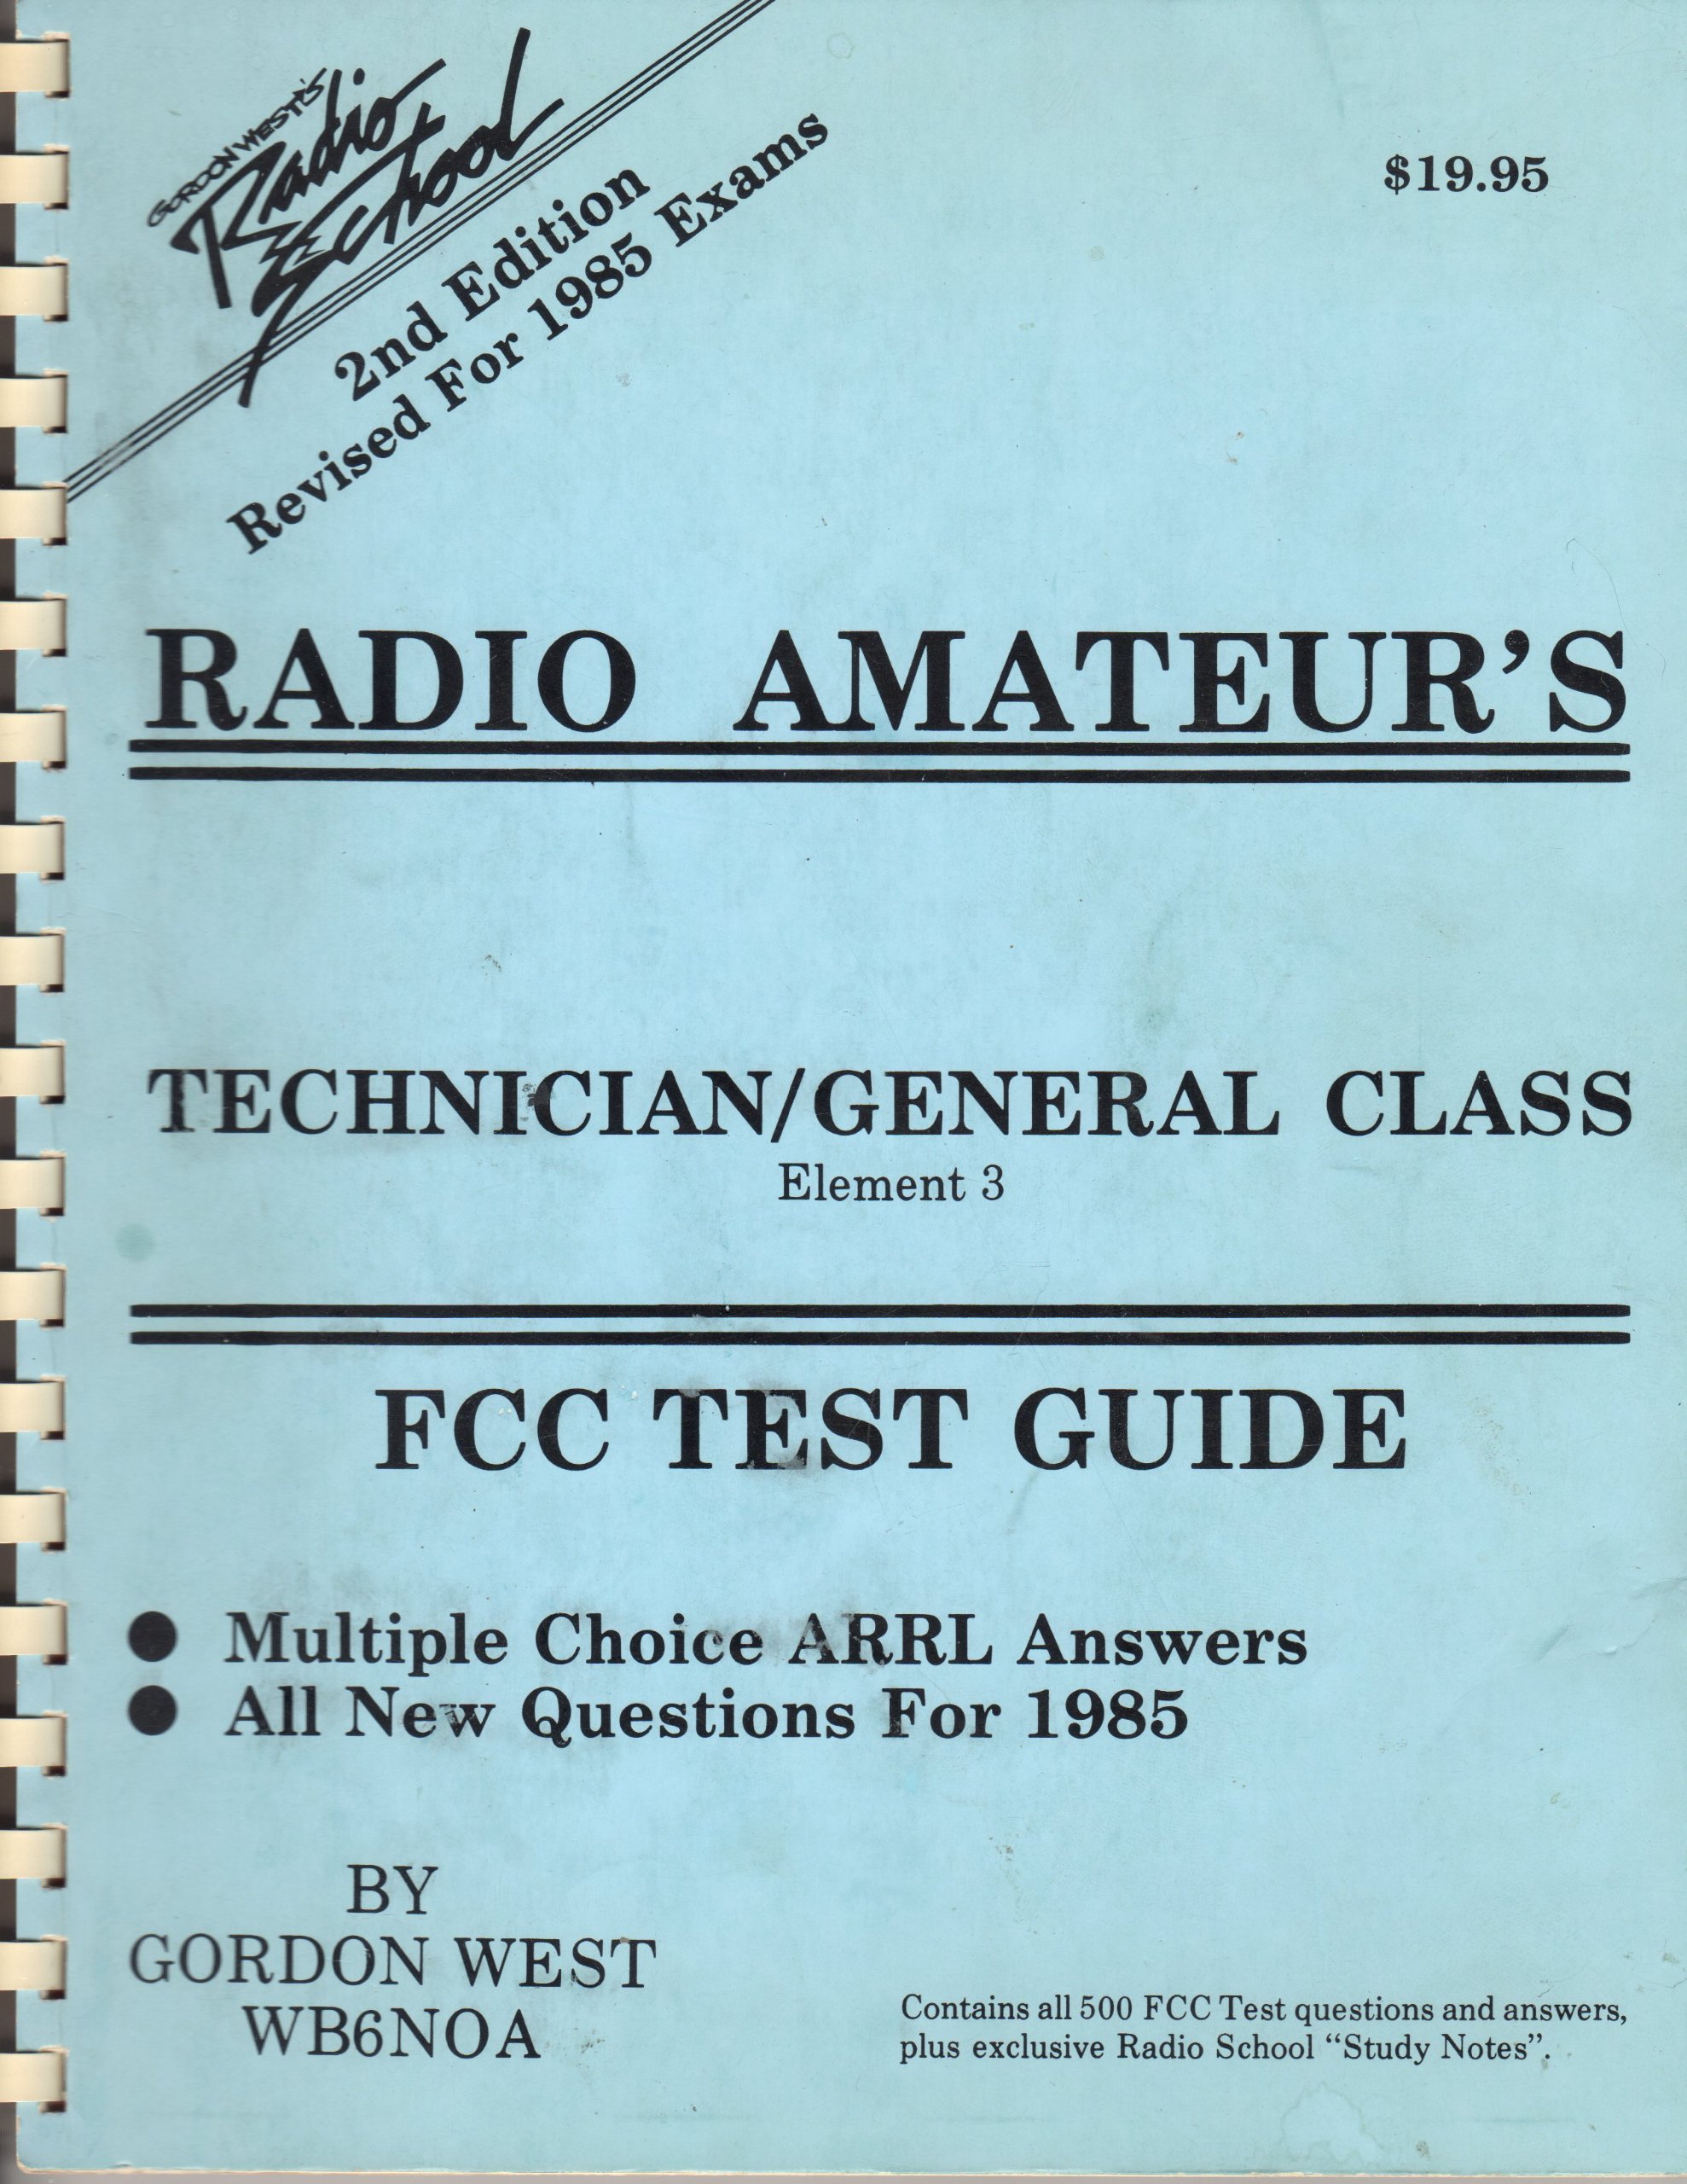 GORDON WEST'S
Radio
School
2nd Edition
Revised For 1985 Exams
$19.95
RADIO AMATEUR'S
TECHNICIAN/GENERAL CLASS
Element 3
FCC TEST GUIDE
● Multiple Choice ARRL Answers
● All New Questions For 1985
BY
GORDON WEST
WB6NOA
Contains all 500 FCC Test questions and answers,
plus exclusive Radio School “Study Notes”.